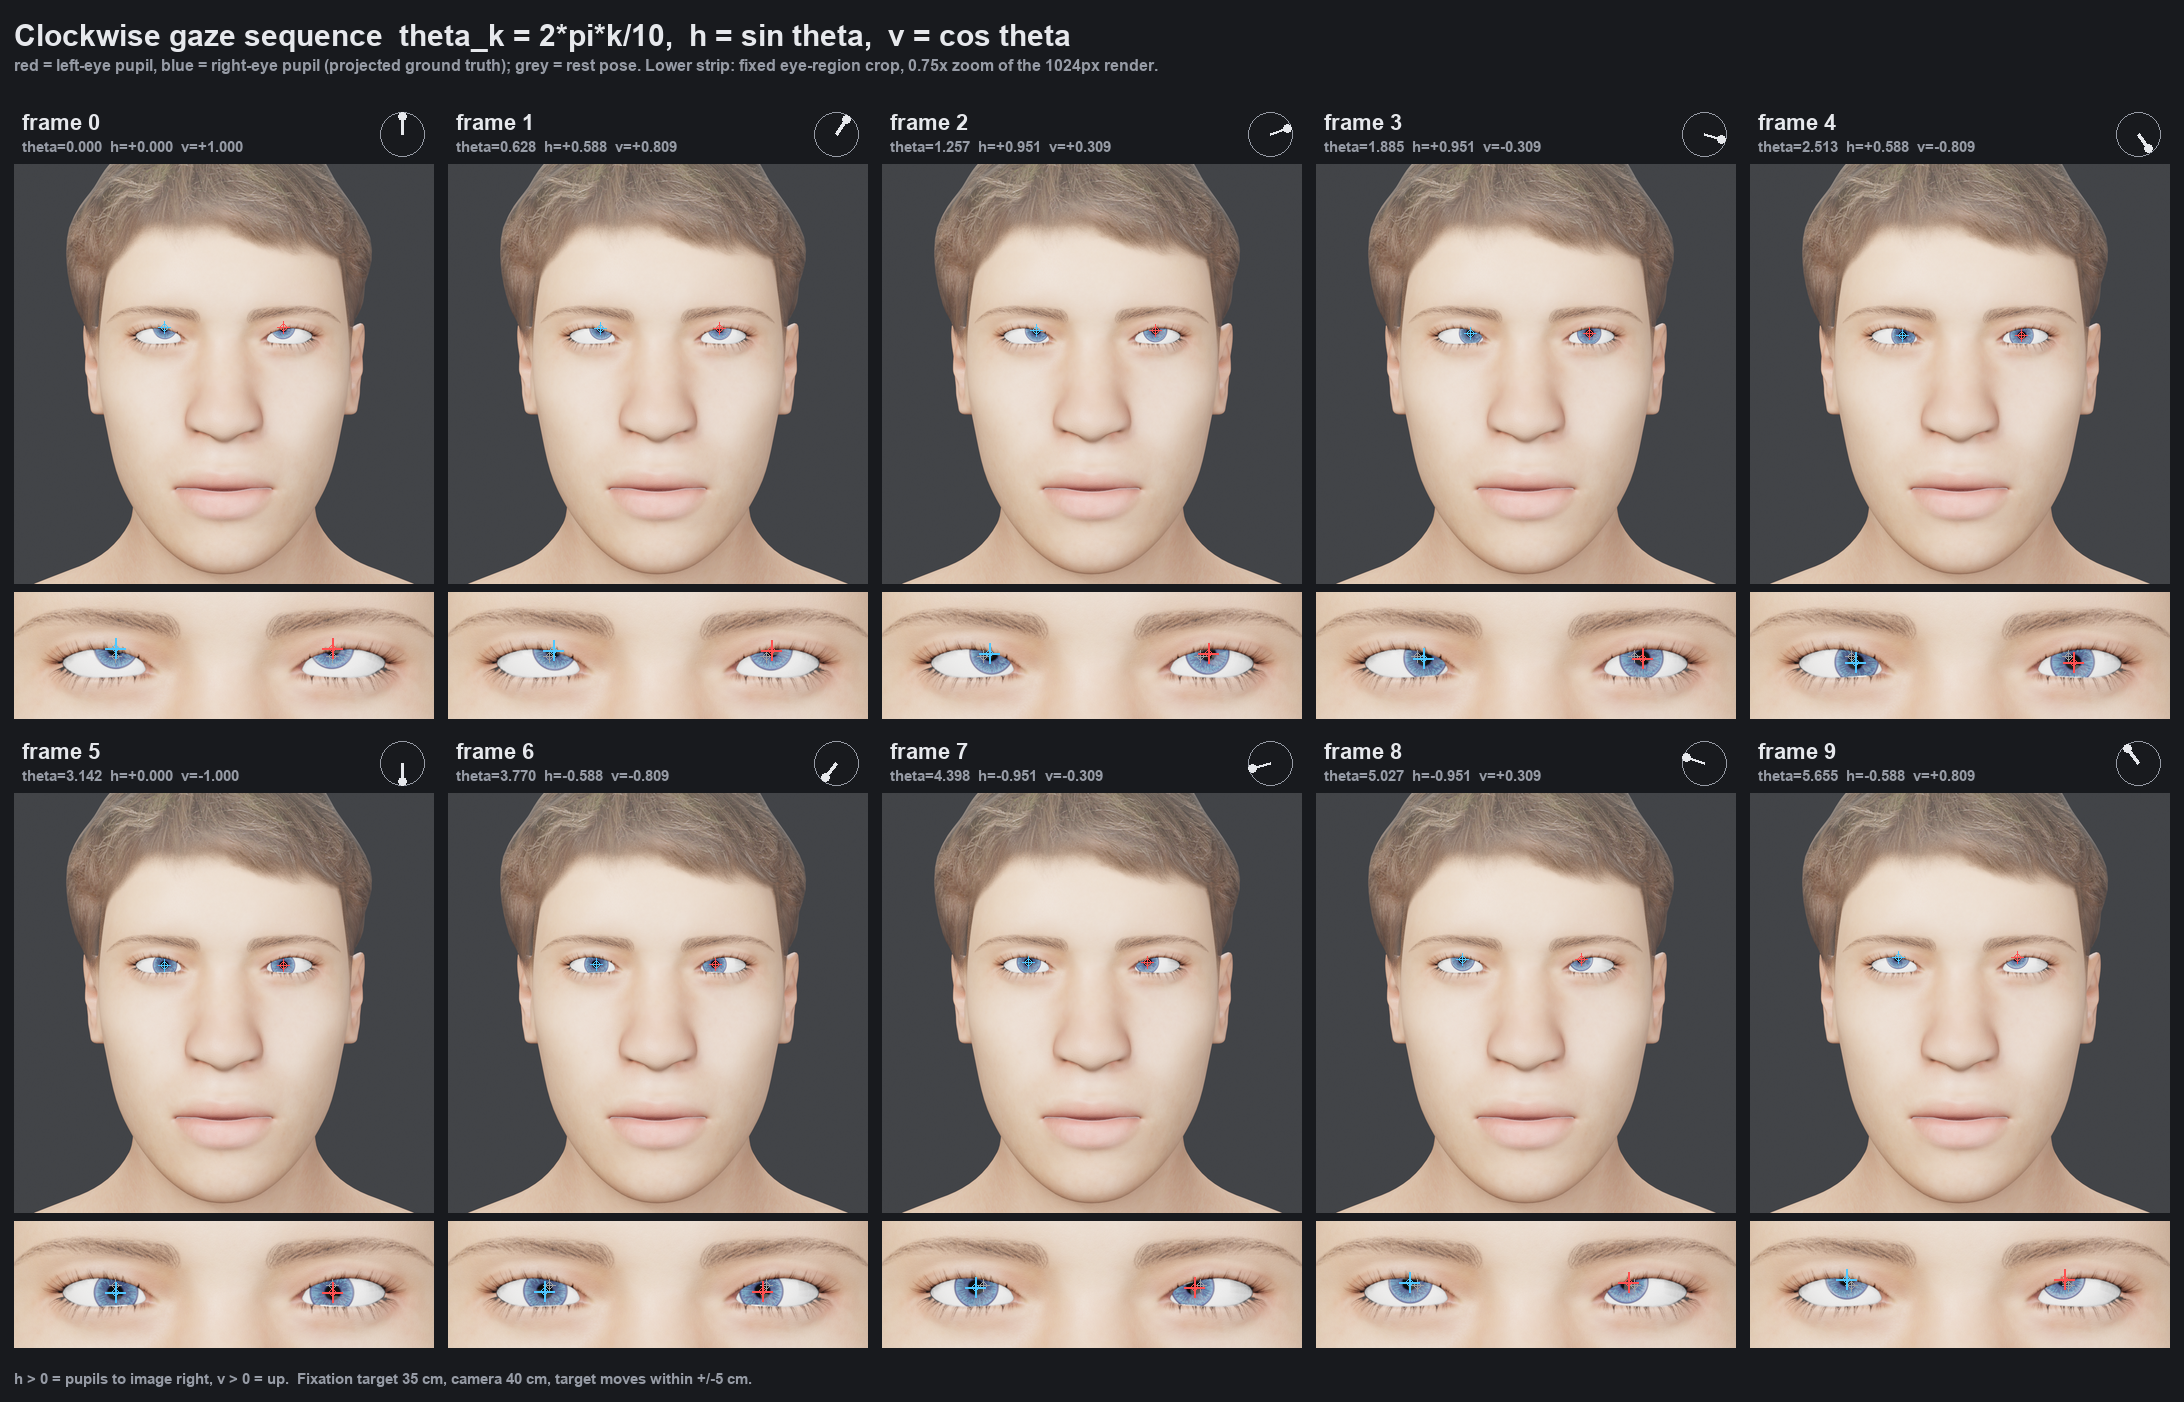 Clockwise gaze sequence  theta_k = 2*pi*k/10,  h = sin theta,  v = cos theta
red = left-eye pupil, blue = right-eye pupil (projected ground truth); grey = rest pose. Lower strip: fixed eye-region crop, 0.75x zoom of the 1024px render.
frame 0
theta=0.000  h=+0.000  v=+1.000
frame 1
theta=0.628  h=+0.588  v=+0.809
frame 2
theta=1.257  h=+0.951  v=+0.309
frame 3
theta=1.885  h=+0.951  v=-0.309
frame 4
theta=2.513  h=+0.588  v=-0.809
frame 5
theta=3.142  h=+0.000  v=-1.000
frame 6
theta=3.770  h=-0.588  v=-0.809
frame 7
theta=4.398  h=-0.951  v=-0.309
frame 8
theta=5.027  h=-0.951  v=+0.309
frame 9
theta=5.655  h=-0.588  v=+0.809
h > 0 = pupils to image right, v > 0 = up.  Fixation target 35 cm, camera 40 cm, target moves within +/-5 cm.